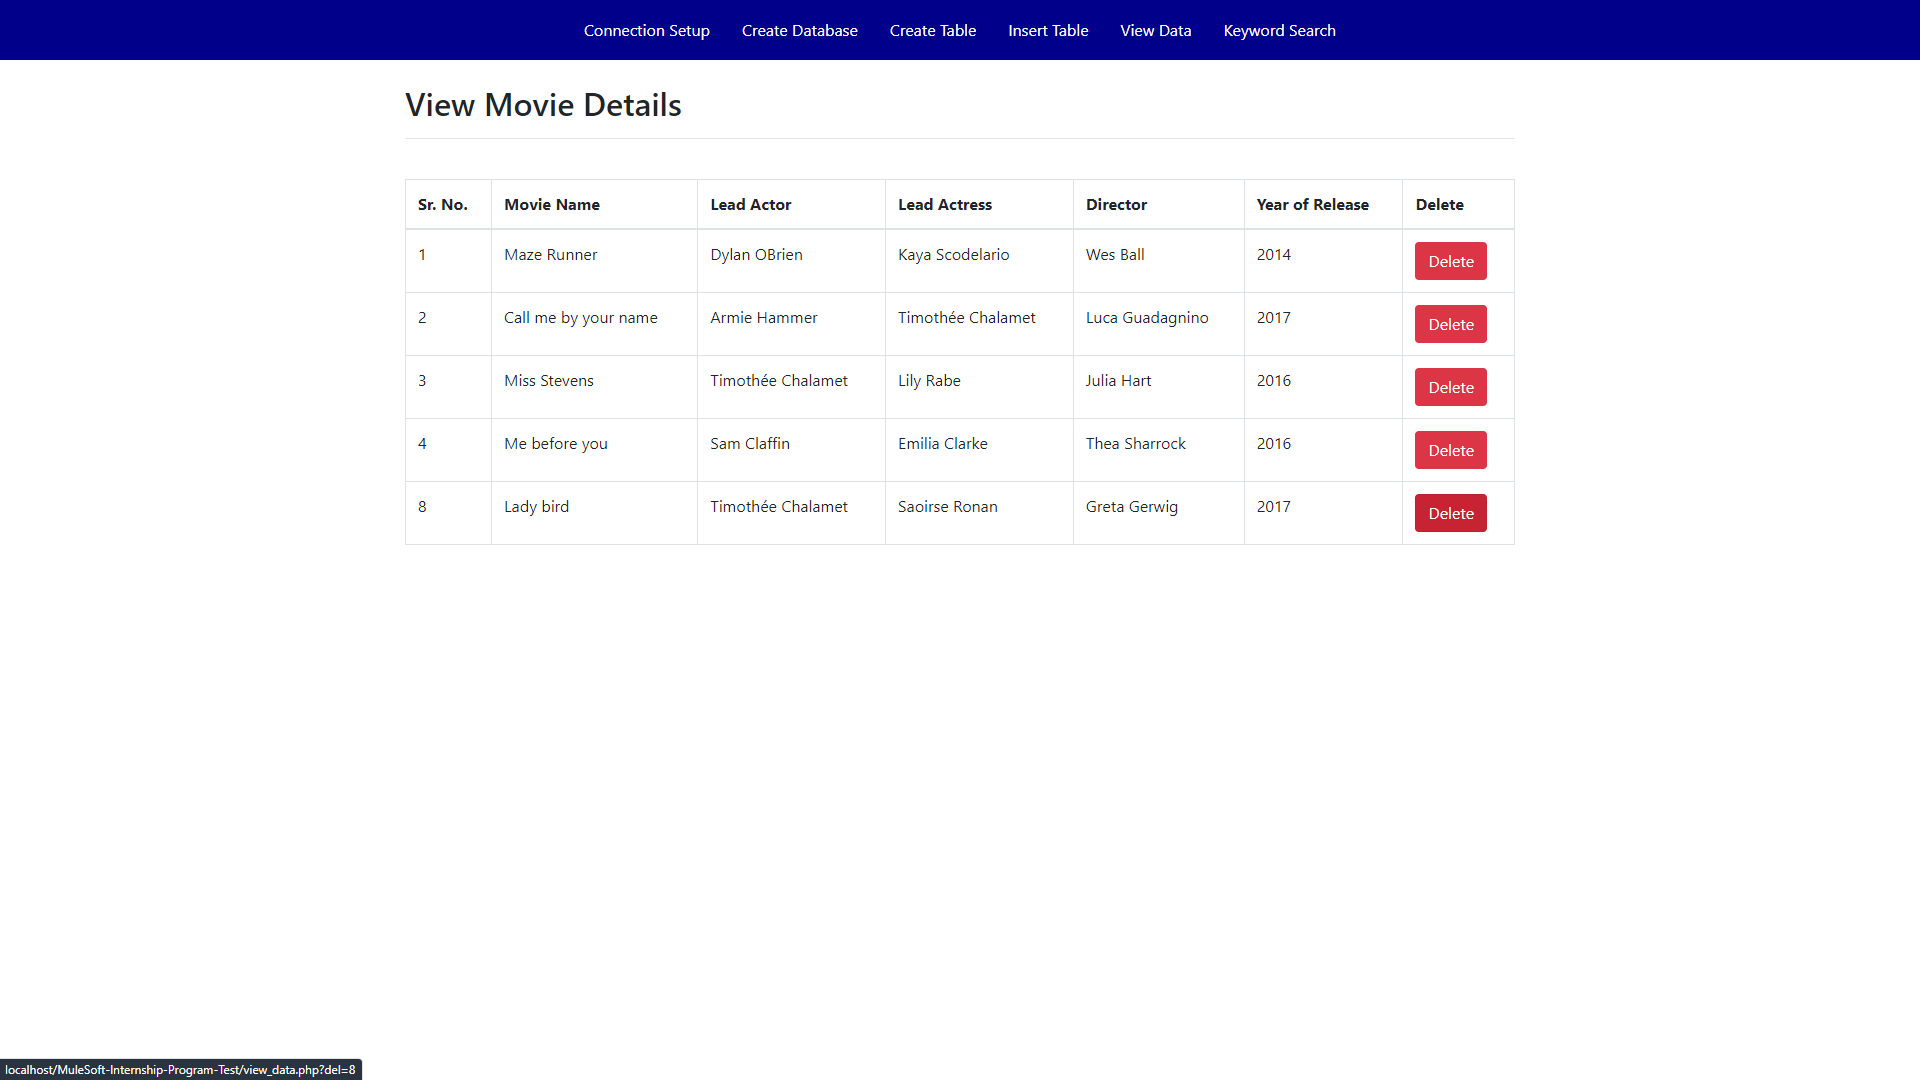 Connection Setup Create Database Create Table Insert Table View Data Keyword Search
View Movie Details
Sr. No. Movie Name Lead Actor Lead Actress Director Year of Release Delete
1 Maze Runner Dylan OBrien Kaya Scodelario Wes Ball 2014 Delete
2 Call me by your name Armie Hammer Timothée Chalamet Luca Guadagnino 2017 Delete
3 Miss Stevens Timothée Chalamet Lily Rabe Julia Hart 2016 Delete
4 Me before you Sam Claffin Emilia Clarke Thea Sharrock 2016 Delete
8 Lady bird Timothée Chalamet Saoirse Ronan Greta Gerwig 2017 Delete
localhost/MuleSoft-Internship-Program-Test/view_data.php?del=8